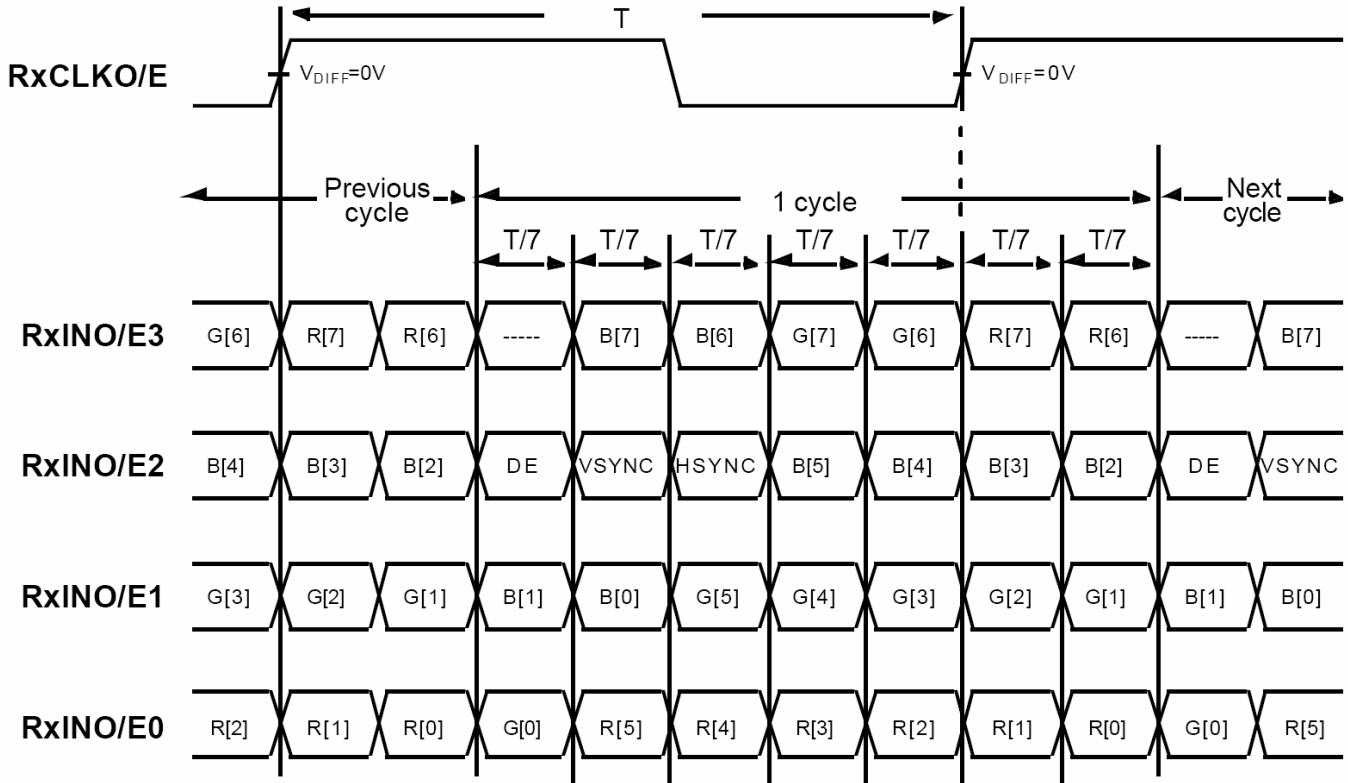 T
RxCLKO/E
VDIFF=0V VDIFF=0V
Previous cycle 1 cycle Next cycle
T/7 T/7 T/7 T/7 T/7 T/7 T/7
RxINO/E3 G[6] R[7] R[6] ----- B[7] B[6] G[7] G[6] R[7] R[6] ----- B[7]
RxINO/E2 B[4] B[3] B[2] DE VSYNC HSYNC B[5] B[4] B[3] B[2] DE VSYNC
RxINO/E1 G[3] G[2] G[1] B[1] B[0] G[5] G[4] G[3] G[2] G[1] B[1] B[0]
RxINO/E0 R[2] R[1] R[0] G[0] R[5] R[4] R[3] R[2] R[1] R[0] G[0] R[5]